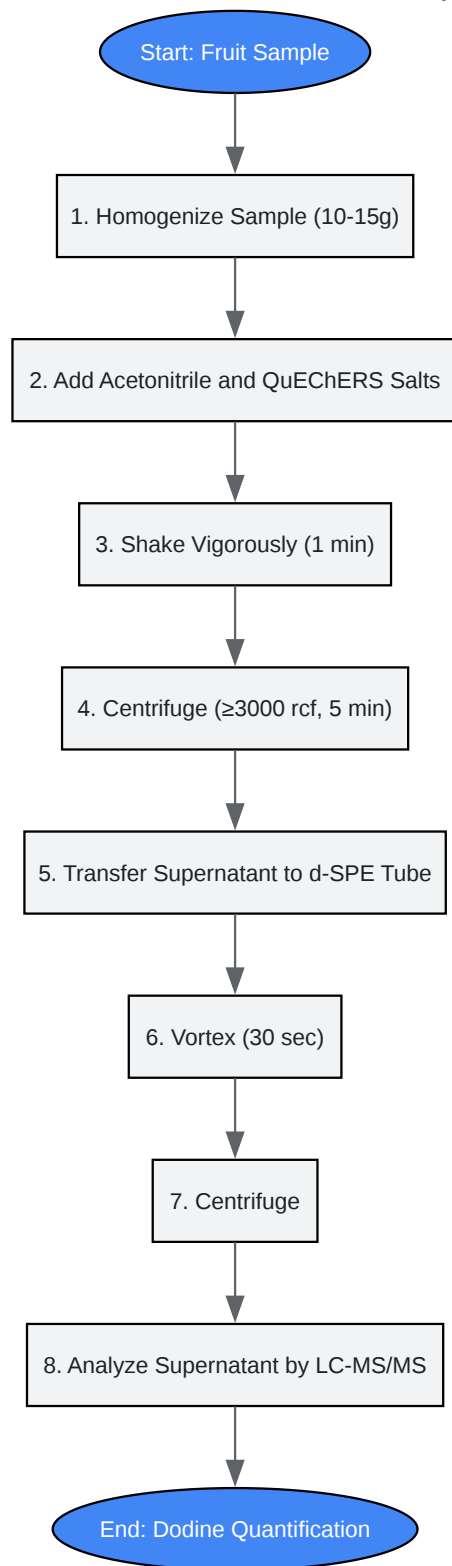 Start: Fruit Sample
1. Homogenize Sample (10-15g)
2. Add Acetonitrile and QuEChERS Salts
3. Shake Vigorously (1 min)
4. Centrifuge (≥3000 rcf, 5 min)
5. Transfer Supernatant to d-SPE Tube
6. Vortex (30 sec)
7. Centrifuge
8. Analyze Supernatant by LC-MS/MS
End: Dodine Quantification